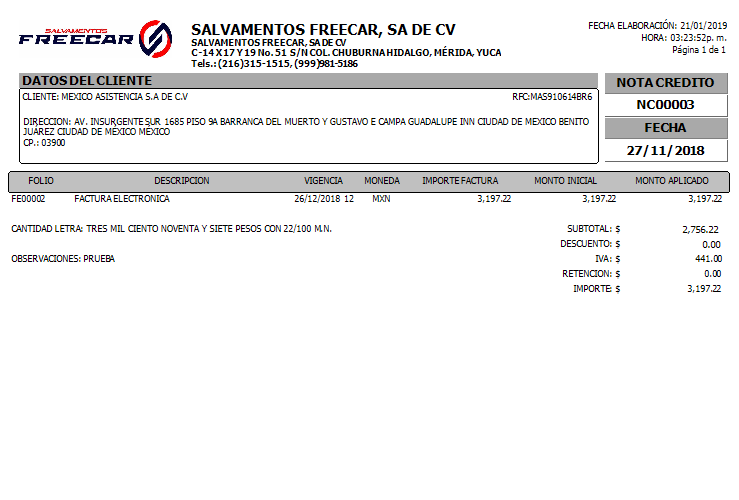 SALVAMENTOS
FREECAR
SALVAMENTOS FREECAR, SA DE CV
SALVAMENTOS FREECAR, SA DE CV
C-14 X 17 Y 19 No. 51 S/N COL. CHUBURNA HIDALGO, MÉRIDA, YUCA
Tels.: (216)315-1515, (999)981-5186
FECHA ELABORACIÓN: 21/01/2019
HORA: 03:23:52p. m.
Página 1 de 1
DATOS DEL CLIENTE
CLIENTE: MEXICO ASISTENCIA S.A DE C.V RFC:MAS910614BR6
DIRECCION: AV. INSURGENTE SUR 1685 PISO 9A BARRANCA DEL MUERTO Y GUSTAVO E CAMPA GUADALUPE INN CIUDAD DE MEXICO BENITO
JUÁREZ CIUDAD DE MÉXICO MÉXICO
CP.: 03900
NOTA CREDITO
NC00003
FECHA
27/11/2018
FOLIO DESCRIPCION VIGENCIA MONEDA IMPORTE FACTURA MONTO INICIAL MONTO APLICADO
FE00002 FACTURA ELECTRONICA 26/12/2018 12 MXN 3,197.22 3,197.22 3,197.22
CANTIDAD LETRA: TRES MIL CIENTO NOVENTA Y SIETE PESOS CON 22/100 M.N. SUBTOTAL: $ 2,756.22
DESCUENTO: $ 0.00
OBSERVACIONES: PRUEBA IVA: $ 441.00
RETENCION: $ 0.00
IMPORTE: $ 3,197.22